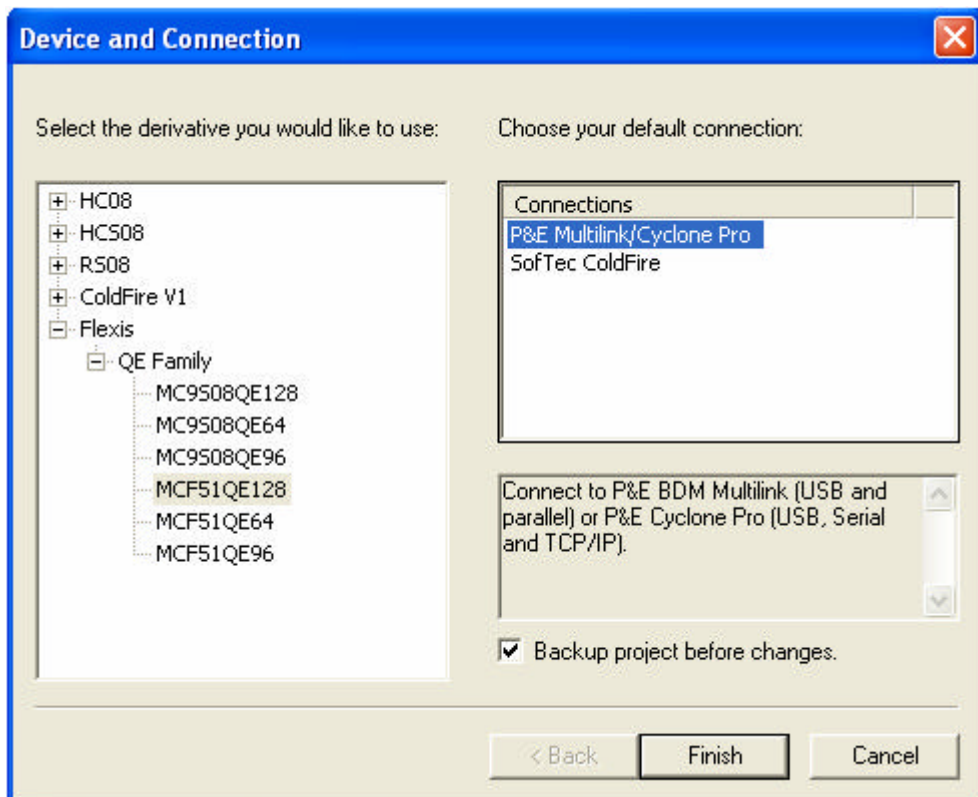 Device and Connection
Select the derivative you would like to use:
HC08
HCS08
RS08
ColdFire V1
Flexis
QE Family
MC9S08QE128
MC9S08QE64
MC9S08QE96
MCF51QE128
MCF51QE64
MCF51QE96
Choose your default connection:
Connections
P&E Multilink/Cyclone Pro
SofTec ColdFire
Connect to P&E BDM Multilink (USB and
parallel) or P&E Cyclone Pro (USB, Serial
and TCP/IP).
Backup project before changes.
< Back
Finish
Cancel